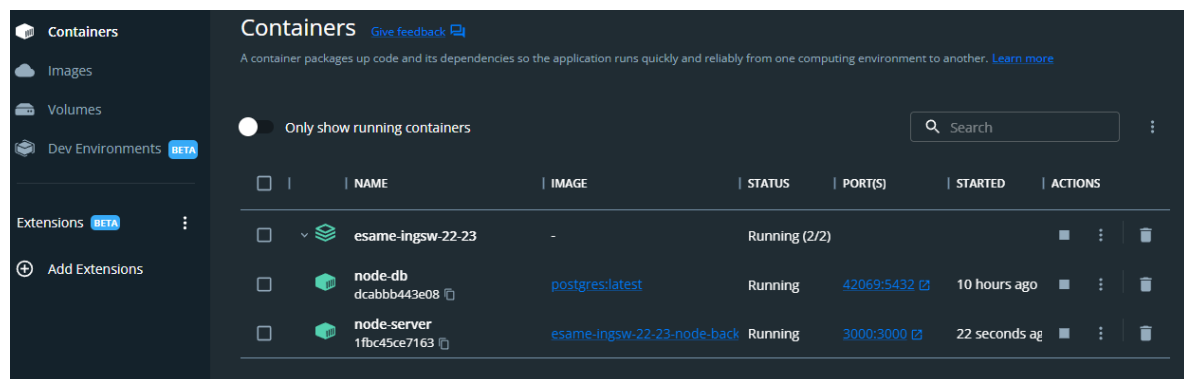 Containers
Images
Volumes
Dev Environments BETA
Extensions BETA
Add Extensions
Containers Give feedback
A container packages up code and its dependencies so the application runs quickly and reliably from one computing environment to another. Learn more
Only show running containers
Search
NAME IMAGE STATUS PORT(S) STARTED ACTIONS
esame-ingsw-22-23 - Running (2/2)
node-db
dcabbb443e08 postgres:latest Running 42069:5432 10 hours ago
node-server
1fbc45ce7163 esame-ingsw-22-23-node-back Running 3000:3000 22 seconds ag